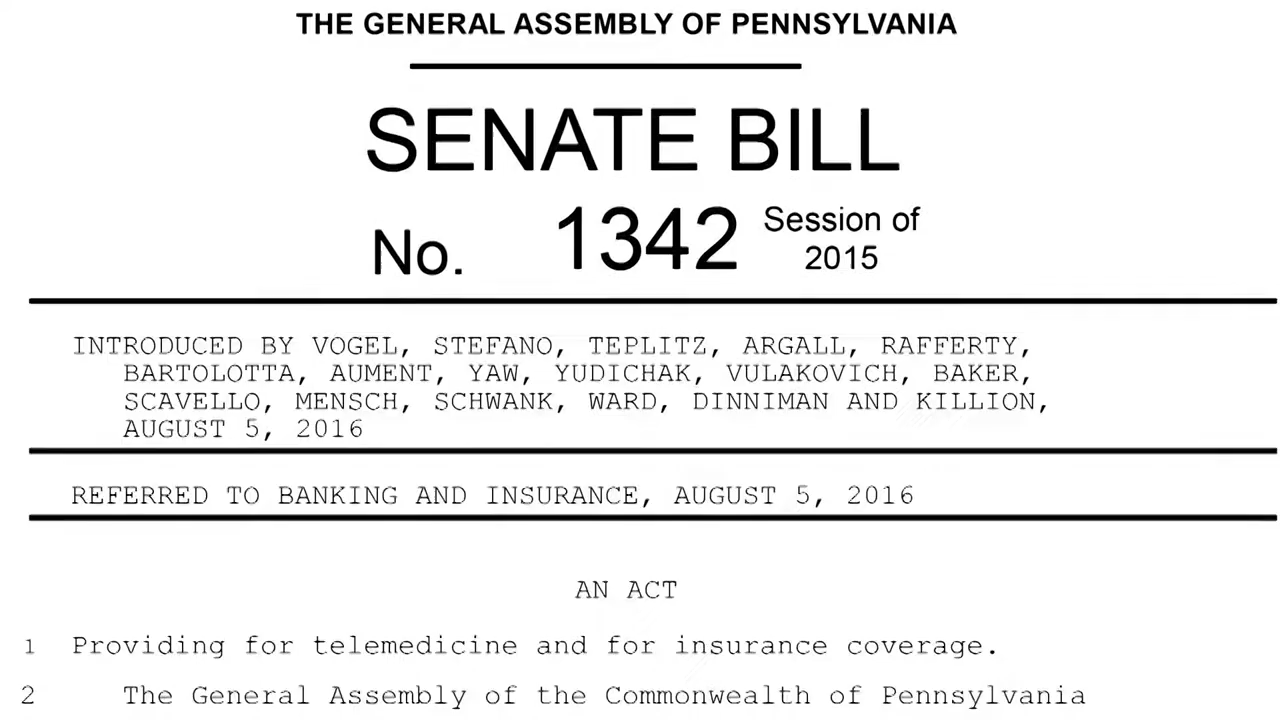 THE GENERAL ASSEMBLY OF PENNSYLVANIA
SENATE BILL
No. 1342 Session of
2015
INTRODUCED BY VOGEL, STEFANO, TEPLITZ, ARGALL, RAFFERTY,
BARTOLOTTA, AUMENT, YAW, YUDICHAK, VULAKOVICH, BAKER,
SCAVELLO, MENSCH, SCHWANK, WARD, DINNIMAN AND KILLION,
AUGUST 5, 2016
REFERRED TO BANKING AND INSURANCE, AUGUST 5, 2016
AN ACT
1 Providing for telemedicine and for insurance coverage.
2 The General Assembly of the Commonwealth of Pennsylvania